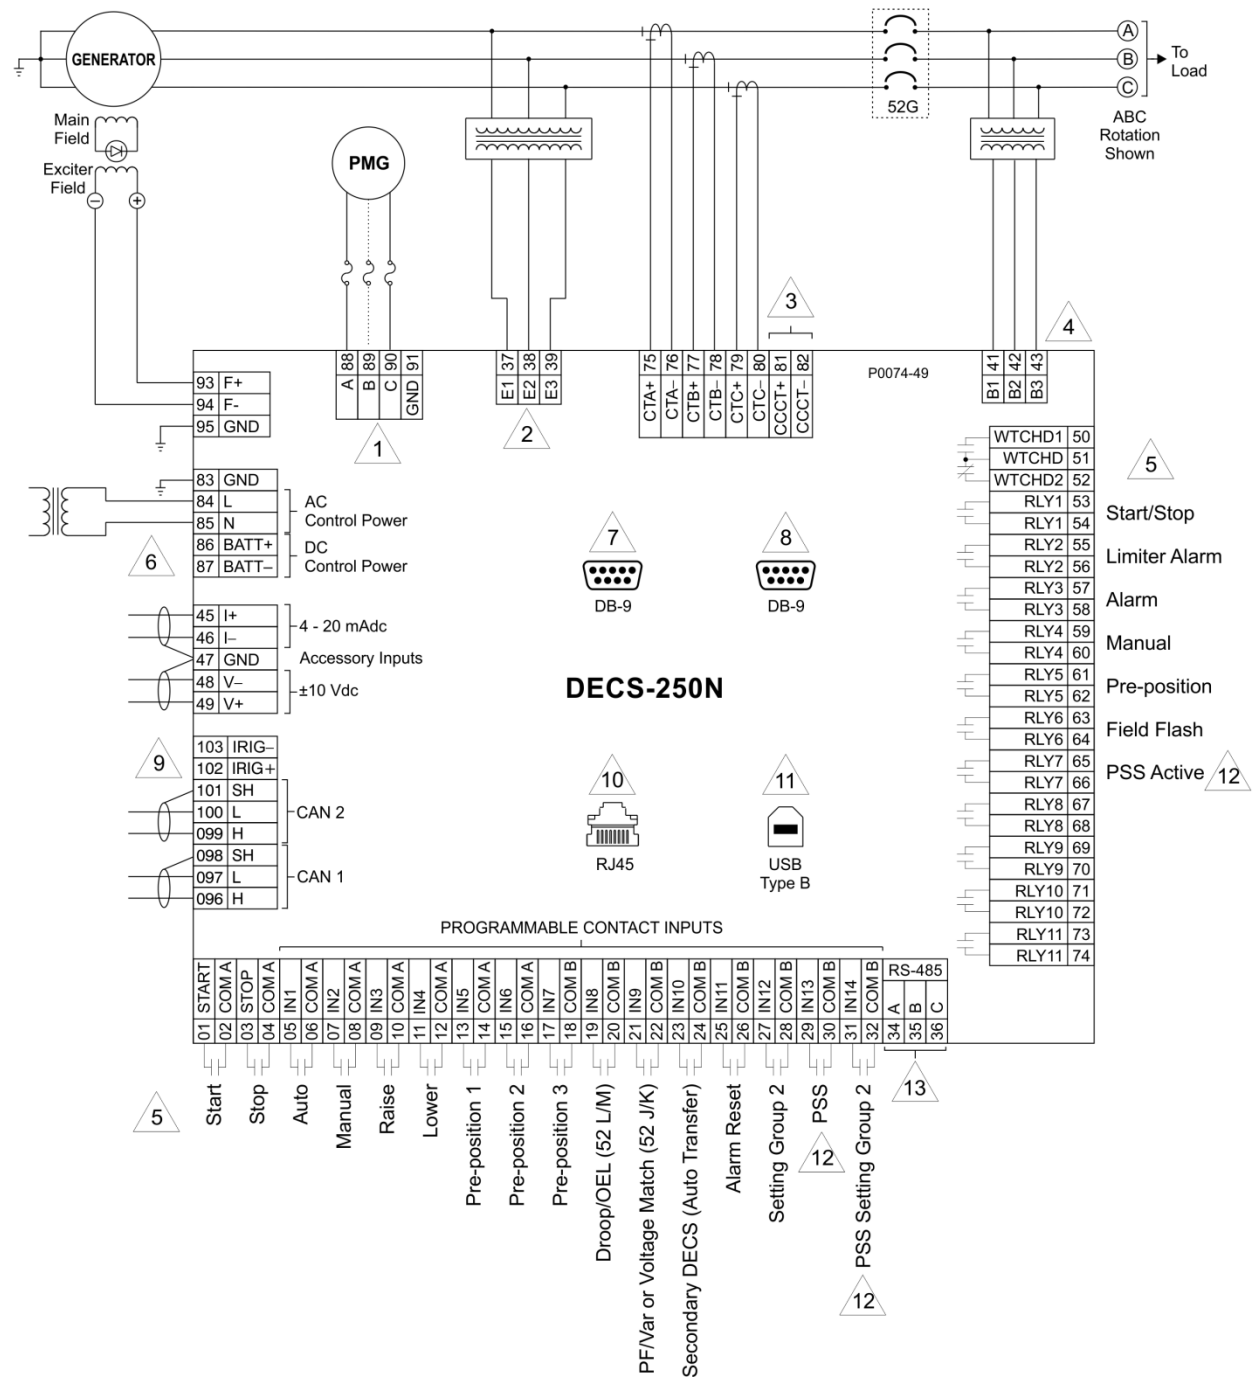 GENERATOR
Main
Field
Exciter
Field
−
+
PMG
52G
A
B
C
To
Load
ABC
Rotation
Shown
3
4
88 A
89 B
90 C
91 GND
1
37 E1
38 E2
39 E3
2
75 CTA+
76 CTA–
77 CTB+
78 CTB–
79 CTC+
80 CTC–
81 CCCT+
82 CCCT–
P0074-49
41 B1
42 B2
43 B3
93 F+
94 F-
95 GND
83 GND
84 L
85 N
AC
Control Power
86 BATT+
87 BATT–
DC
Control Power
6
45 I+
46 I–
4 - 20 mAdc
47 GND
Accessory Inputs
48 V–
49 V+
±10 Vdc
103 IRIG–
102 IRIG+
9
101 SH
100 L
099 H
CAN 2
098 SH
097 L
096 H
CAN 1
7
DB-9
8
DB-9
DECS-250N
10
RJ45
11
USB
Type B
WTCHD1 50
WTCHD 51
WTCHD2 52
5
RLY1 53
RLY1 54
Start/Stop
RLY2 55
RLY2 56
Limiter Alarm
RLY3 57
RLY3 58
Alarm
RLY4 59
RLY4 60
Manual
RLY5 61
RLY5 62
Pre-position
RLY6 63
RLY6 64
Field Flash
RLY7 65
RLY7 66
PSS Active
12
RLY8 67
RLY8 68
RLY9 69
RLY9 70
RLY10 71
RLY10 72
RLY11 73
RLY11 74
PROGRAMMABLE CONTACT INPUTS
01 START
02 COM A
03 STOP
04 COM A
05 IN1
06 COM A
07 IN2
08 COM A
09 IN3
10 COM A
11 IN4
12 COM A
13 IN5
14 COM A
15 IN6
16 COM A
17 IN7
18 COM B
19 IN8
20 COM B
21 IN9
22 COM B
23 IN10
24 COM B
25 IN11
26 COM B
27 IN12
28 COM B
29 IN13
30 COM B
31 IN14
32 COM B
RS-485
34 A
35 B
36 C
13
5
Start
Stop
Auto
Manual
Raise
Lower
Pre-position 1
Pre-position 2
Pre-position 3
Droop/OEL (52 L/M)
PF/Var or Voltage Match (52 J/K)
Secondary DECS (Auto Transfer)
Alarm Reset
Setting Group 2
PSS
12
PSS Setting Group 2
12